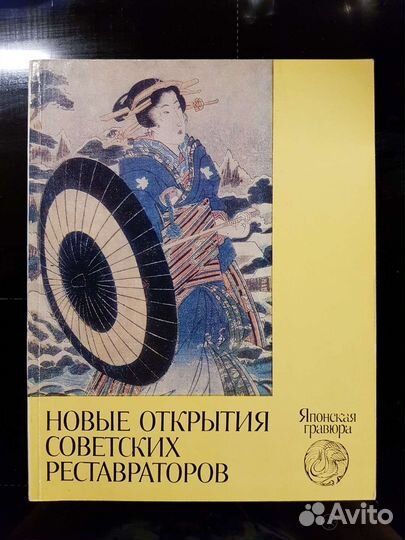 НОВЫЕ ОТКРЫТИЯ
СОВЕТСКИХ
РЕСТАВРАТОРОВ
Японская
гравюра
Avito